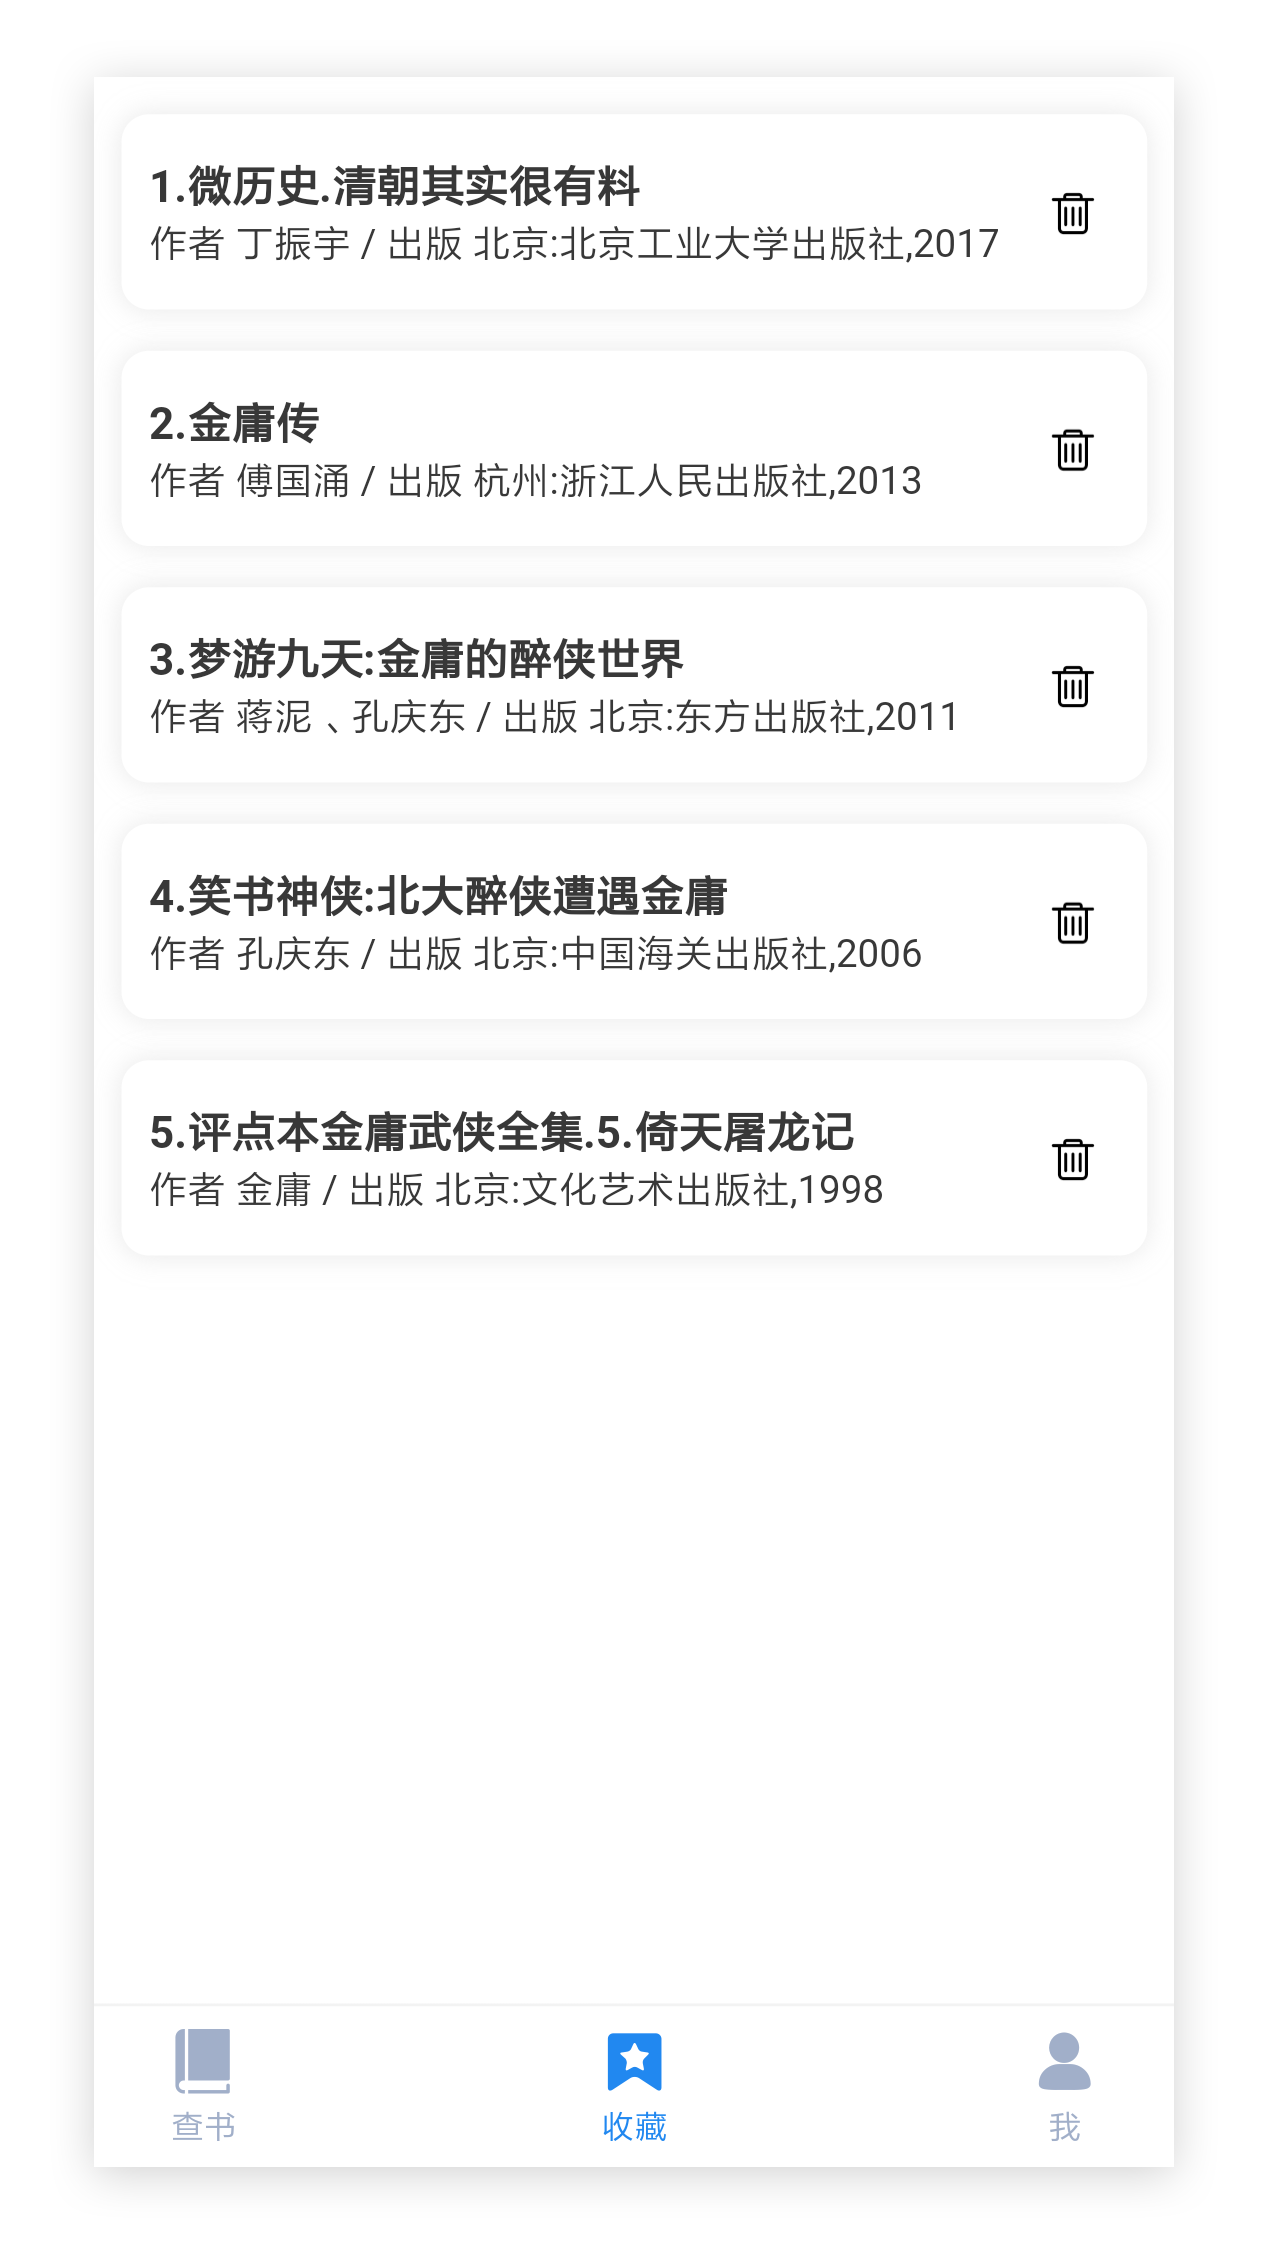 1.微历史.清朝其实很有料
作者 丁振宇 / 出版 北京:北京工业大学出版社,2017
2.金庸传
作者 傅国涌 / 出版 杭州:浙江人民出版社,2013
3.梦游九天:金庸的醉侠世界
作者 蒋泥 、孔庆东 / 出版 北京:东方出版社,2011
4.笑书神侠:北大醉侠遭遇金庸
作者 孔庆东 / 出版 北京:中国海关出版社,2006
5.评点本金庸武侠全集.5.倚天屠龙记
作者 金庸 / 出版 北京:文化艺术出版社,1998
查书
收藏
我